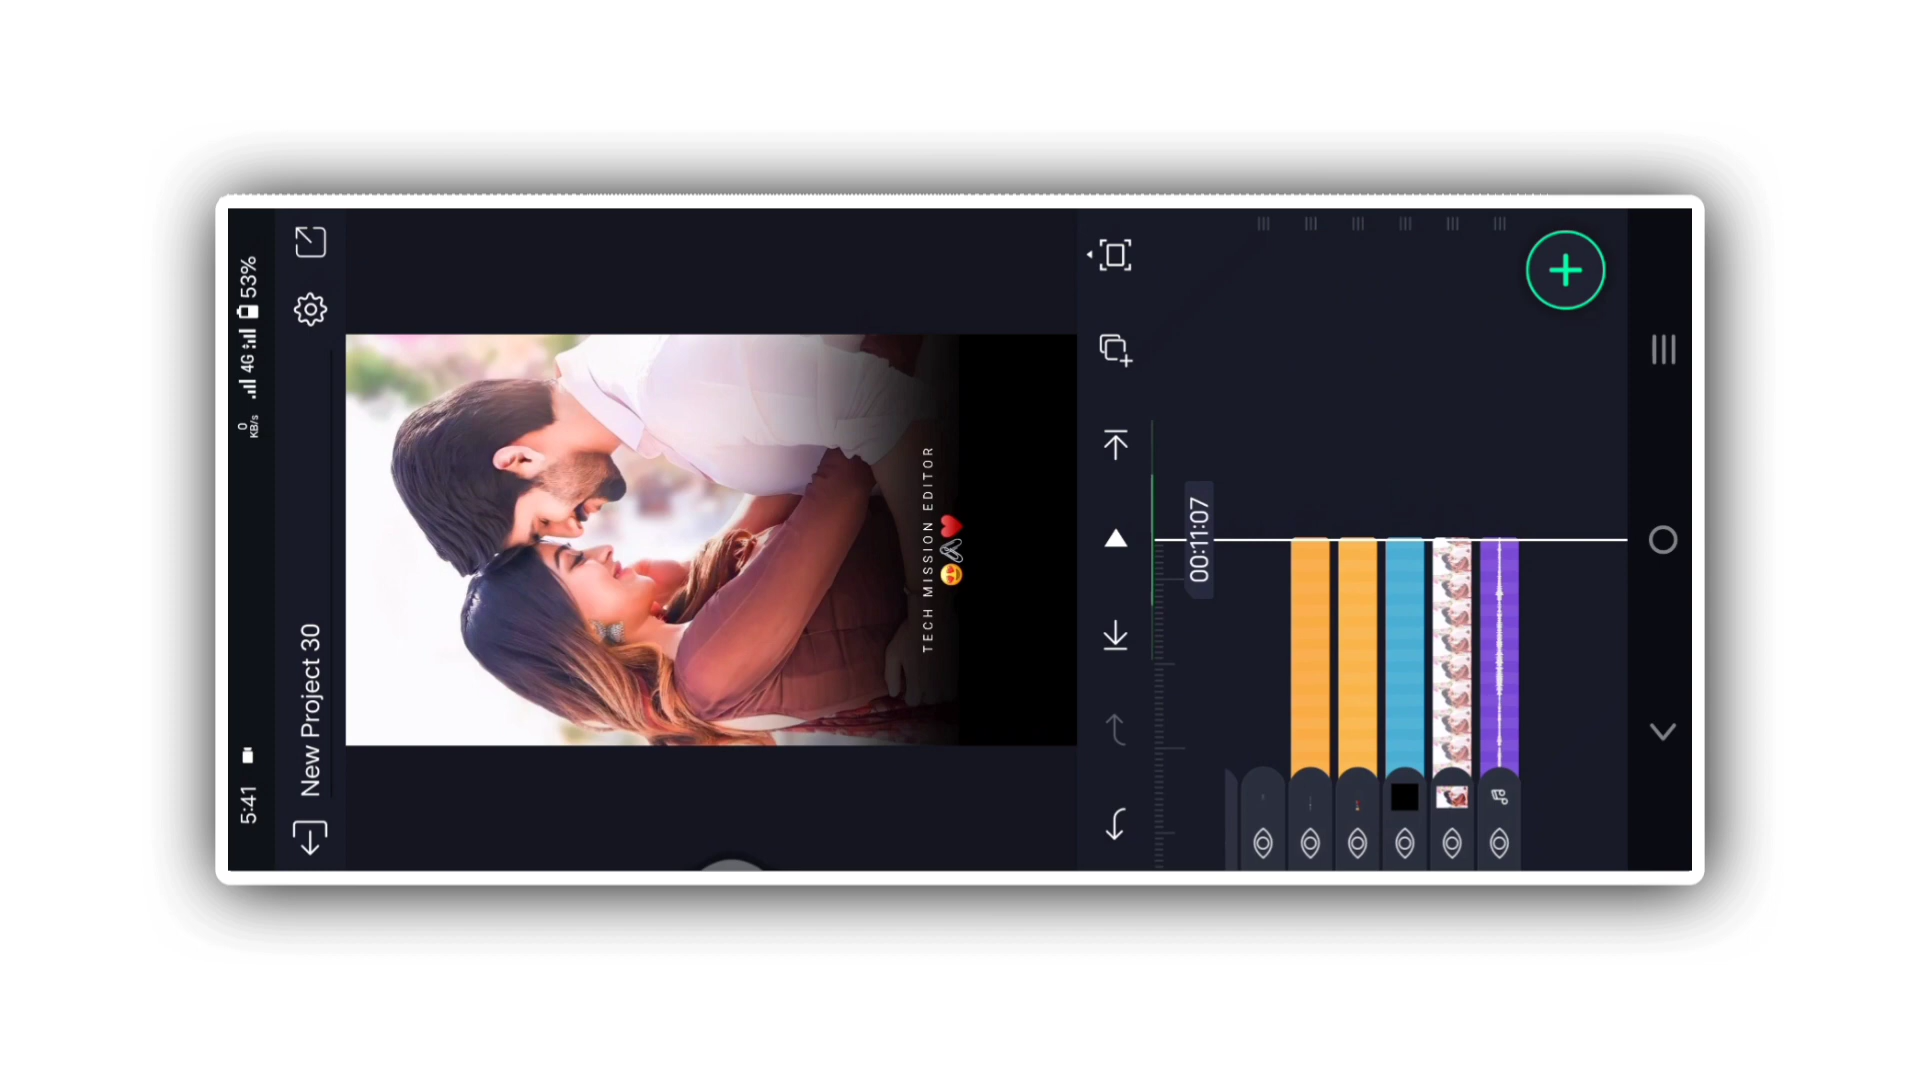 5:41
0
KB/s
4G
53%
New Project 30
TECH MISSION EDITOR
😍🖇❤
00:11:07